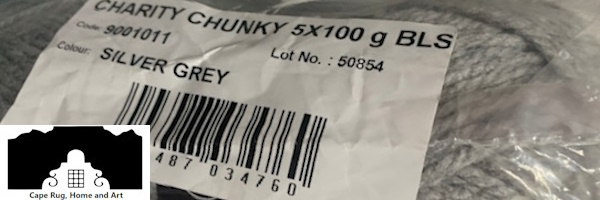 CHARITY CHUNKY 5X100 g BLS
Code: 9001011
Lot No. : 50854
Colour: SILVER GREY
487 034760
Cape Rug, Home and Art